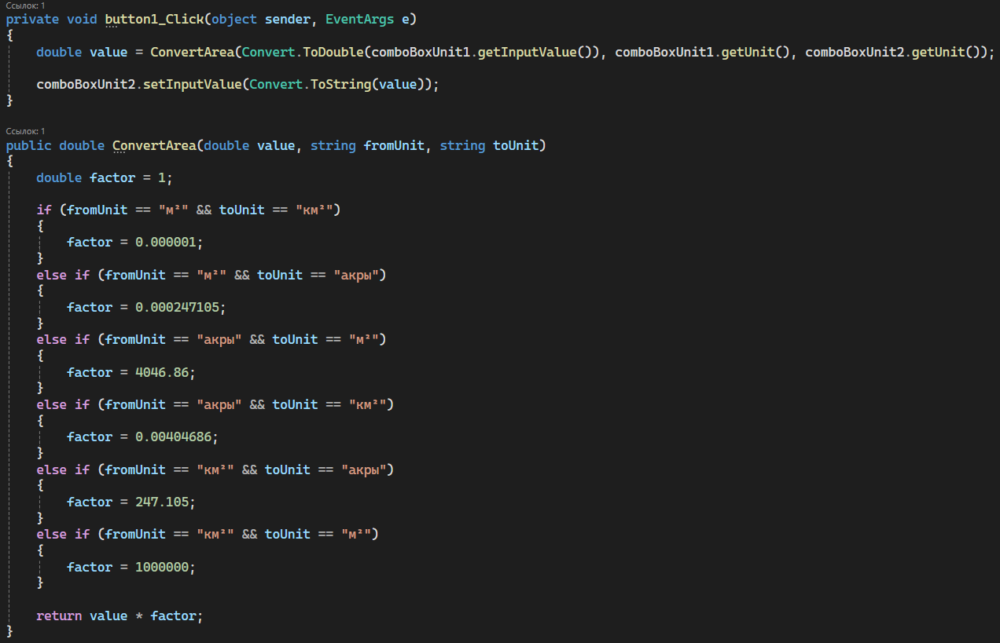 Ссылок: 1
private void button1_Click(object sender, EventArgs e)
{
    double value = ConvertArea(Convert.ToDouble(comboBoxUnit1.getInputValue()), comboBoxUnit1.getUnit(), comboBoxUnit2.getUnit());
    comboBoxUnit2.setInputValue(Convert.ToString(value));
}
Ссылок: 1
public double ConvertArea(double value, string fromUnit, string toUnit)
{
    double factor = 1;
    if (fromUnit == "м²" && toUnit == "км²")
    {
        factor = 0.000001;
    }
    else if (fromUnit == "м²" && toUnit == "акры")
    {
        factor = 0.000247105;
    }
    else if (fromUnit == "акры" && toUnit == "м²")
    {
        factor = 4046.86;
    }
    else if (fromUnit == "акры" && toUnit == "км²")
    {
        factor = 0.00404686;
    }
    else if (fromUnit == "км²" && toUnit == "акры")
    {
        factor = 247.105;
    }
    else if (fromUnit == "км²" && toUnit == "м²")
    {
        factor = 1000000;
    }
    return value * factor;
}